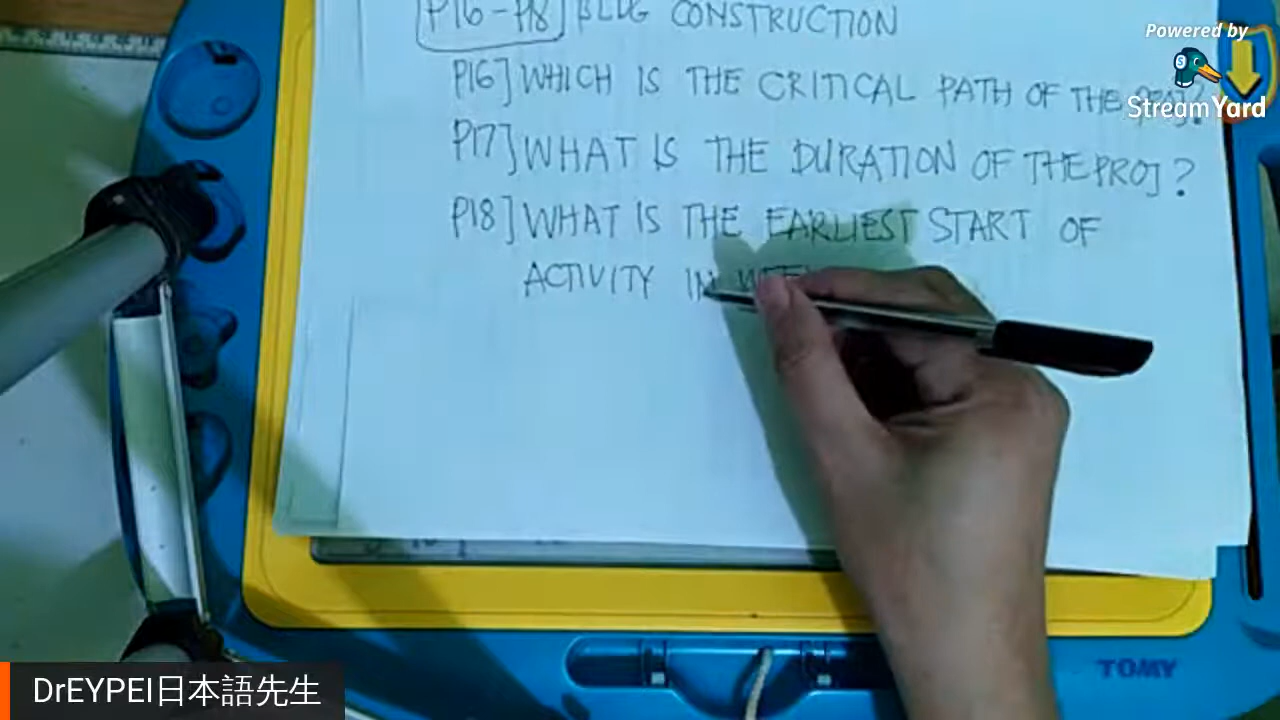 P16-P18] BLDG CONSTRUCTION
P16] WHICH IS THE CRITICAL PATH OF THE PROJ?
P17] WHAT IS THE DURATION OF THE PROJ?
P18] WHAT IS THE EARLIEST START OF
ACTIVITY IN
Powered by
StreamYard
TOMY
DrEYPEI日本語先生